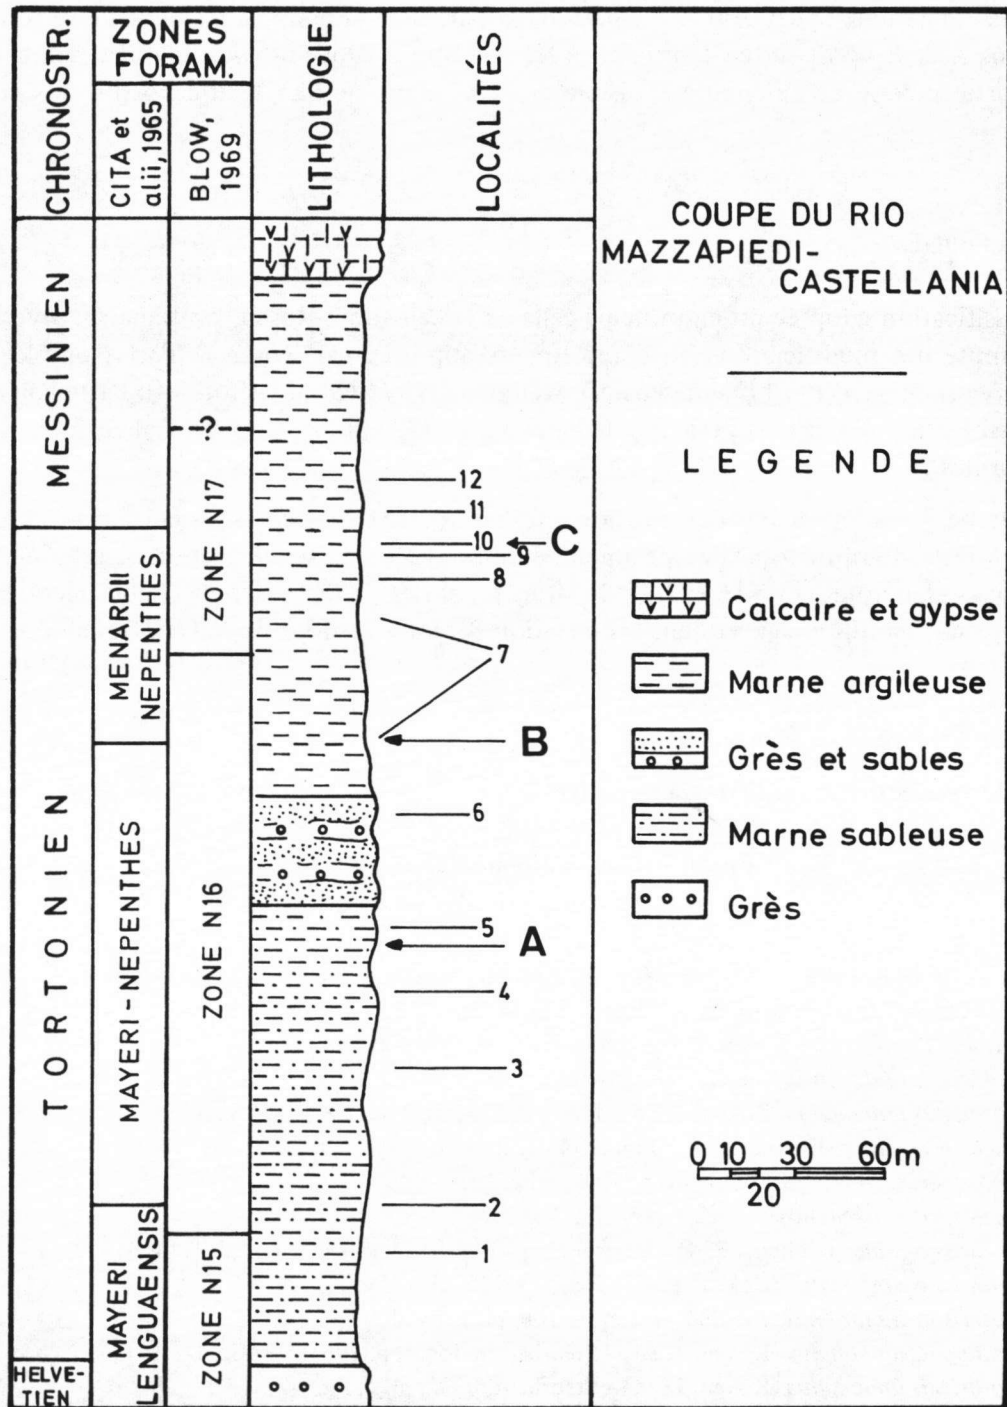 CHRONOSTR.
ZONES
FORAM.
CITA et
alii, 1965
BLOW,
1969
LITHOLOGIE
LOCALITÉS
MESSINIEN
TORTONIEN
HELVE-
TIEN
MENARDII
NEPENTHES
MAYERI-NEPENTHES
MAYERI
LENGUAENSIS
-?-
ZONE N17
ZONE N16
ZONE N15
12
11
10
9
C
8
7
B
6
5
A
4
3
2
1
COUPE DU RIO
MAZZAPIEDI-
CASTELLANIA
LEGENDE
Calcaire et gypse
Marne argileuse
Grès et sables
Marne sableuse
Grès
0 10 30 60m
20